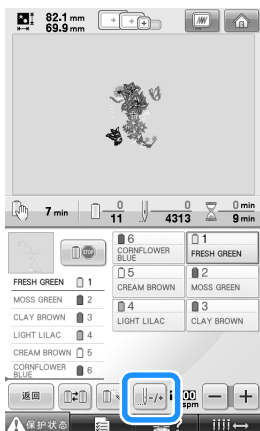 82.1 mm
69.9 mm
7 min
0
11
0
4313
0 min
9 min
6
CORNFLOWER BLUE
1
FRESH GREEN
5
CREAM BROWN
2
MOSS GREEN
4
LIGHT LILAC
3
CLAY BROWN
FRESH GREEN 1
MOSS GREEN 2
CLAY BROWN 3
LIGHT LILAC 4
CREAM BROWN 5
CORNFLOWER BLUE 6
返回
-/+
00
spm
- +
保护状态
?